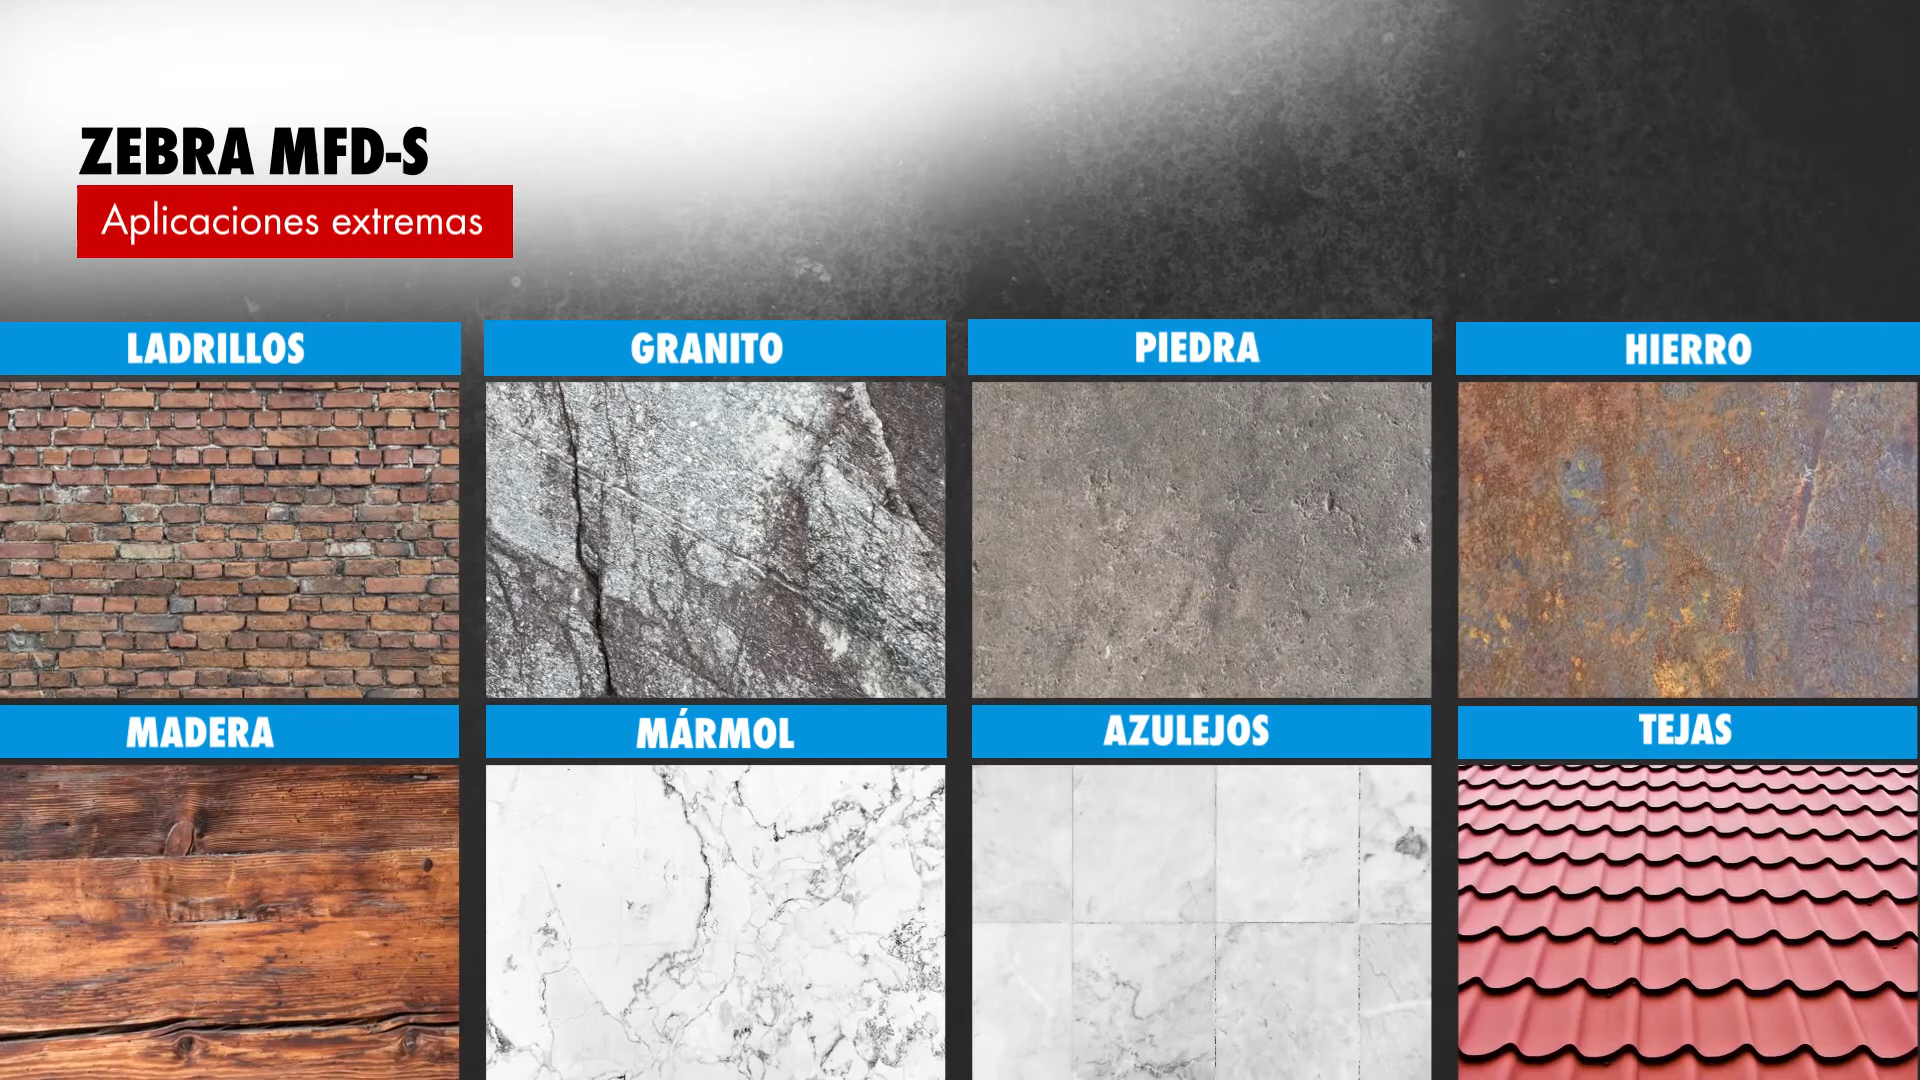 ZEBRA MFD-S
Aplicaciones extremas
LADRILLOS
GRANITO
PIEDRA
HIERRO
MADERA
MÁRMOL
AZULEJOS
TEJAS